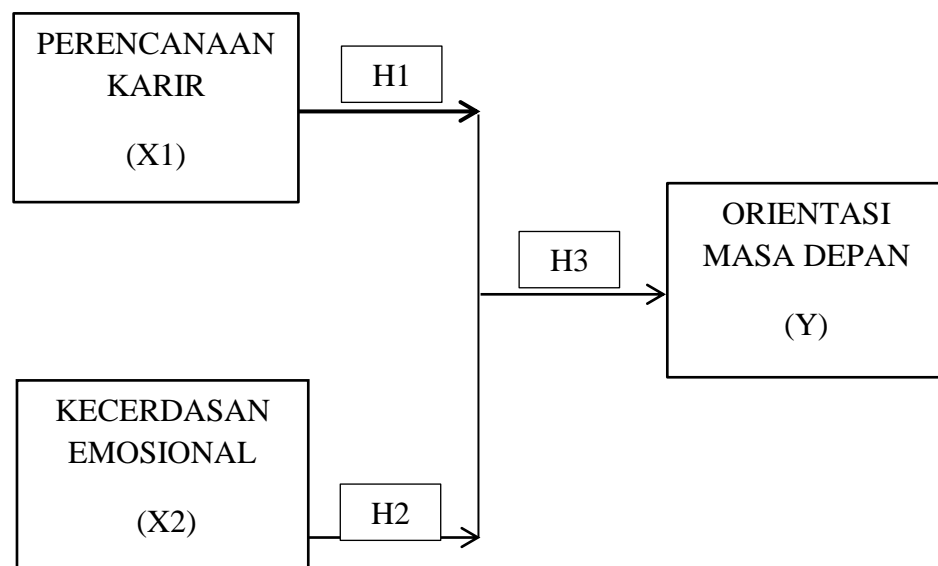 PERENCANAAN
KARIR
(X1)
H1
ORIENTASI
MASA DEPAN
(Y)
H3
KECERDASAN
EMOSIONAL
(X2)
H2